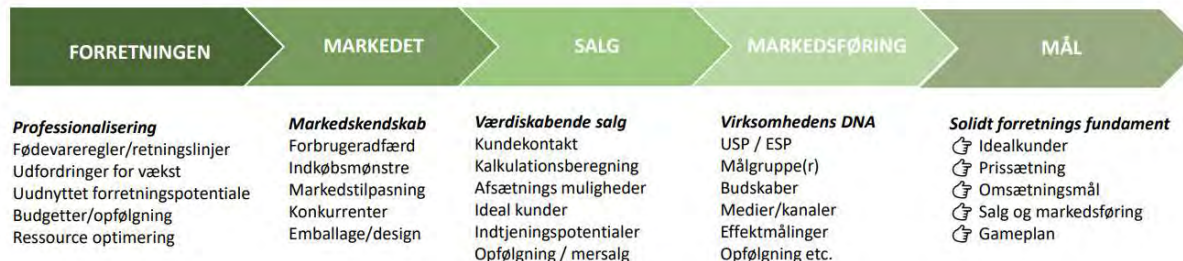 FORRETNINGEN
MARKEDET
SALG
MARKEDSFØRING
MÅL
Professionalisering
Fødevareregler/retningslinjer
Udfordringer for vækst
Uudnyttet forretningspotentiale
Budgetter/opfølgning
Ressource optimering
Markedskendskab
Forbrugeradfærd
Indkøbsmønstre
Markedstilpasning
Konkurrenter
Emballage/design
Værdiskabende salg
Kundekontakt
Kalkulationsberegning
Afsætnings muligheder
Ideal kunder
Indtjeningspotentialer
Opfølgning / mersalg
Virksomhedens DNA
USP / ESP
Målgruppe(r)
Budskaber
Medier/kanaler
Effektmålinger
Opfølgning etc.
Solidt forretnings fundament
Idealkunder
Prissætning
Omsætningsmål
Salg og markedsføring
Gameplan